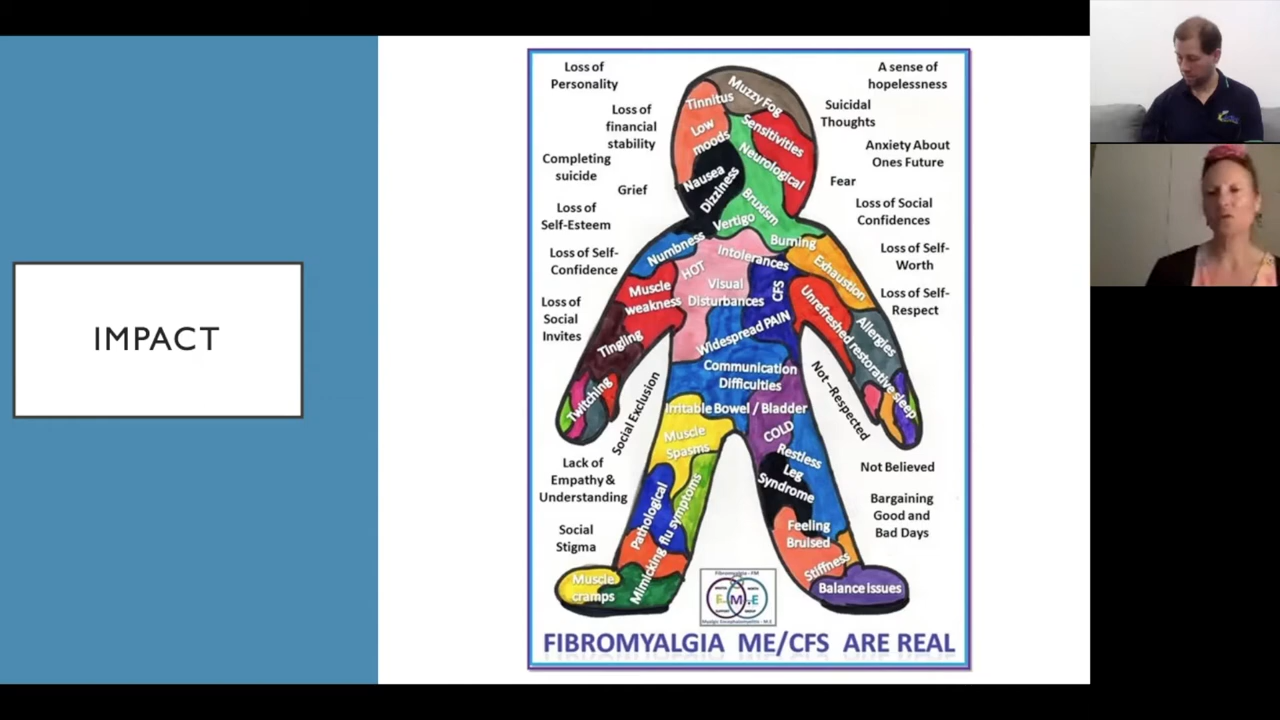 IMPACT
Loss of
Personality
Loss of
financial
stability
Completing
suicide
Grief
Loss of
Self-Esteem
Loss of Self-
Confidence
Loss of
Social
Invites
Social Exclusion
Lack of
Empathy &
Understanding
Social
Stigma
A sense of
hopelessness
Suicidal
Thoughts
Anxiety About
Ones Future
Fear
Loss of Social
Confidences
Loss of Self-
Worth
Loss of Self-
Respect
Not-Respected
Not Believed
Bargaining
Good and
Bad Days
Muzzy Fog
Tinnitus
Low
moods
Sensitivities
Neurological
Nausea
Dizziness
Bruxism
Vertigo
Numbness
Burning
Intolerances
Exhaustion
HOT
Visual
Disturbances
CFS
Muscle
weakness
Unrefreshed restorative sleep
Allergies
Tingling
Widespread PAIN
Communication
Difficulties
Twitching
Irritable Bowel / Bladder
Muscle
Spasms
COLD
Restless
Leg
Syndrome
Pathological
Mimicking flu symptoms
Feeling
Bruised
Stiffness
Muscle
cramps
Balance issues
Fibromyalgia - FM
F M E
Myalgic Encephalomyelitis - M.E
FIBROMYALGIA ME/CFS ARE REAL